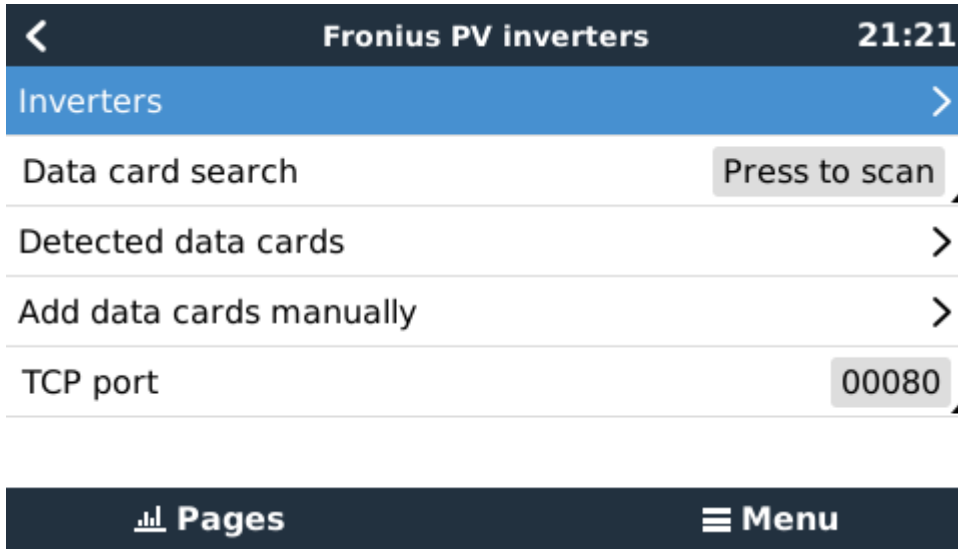 Fronius PV inverters 21:21
Inverters
Data card search Press to scan
Detected data cards
Add data cards manually
TCP port 00080
Pages Menu